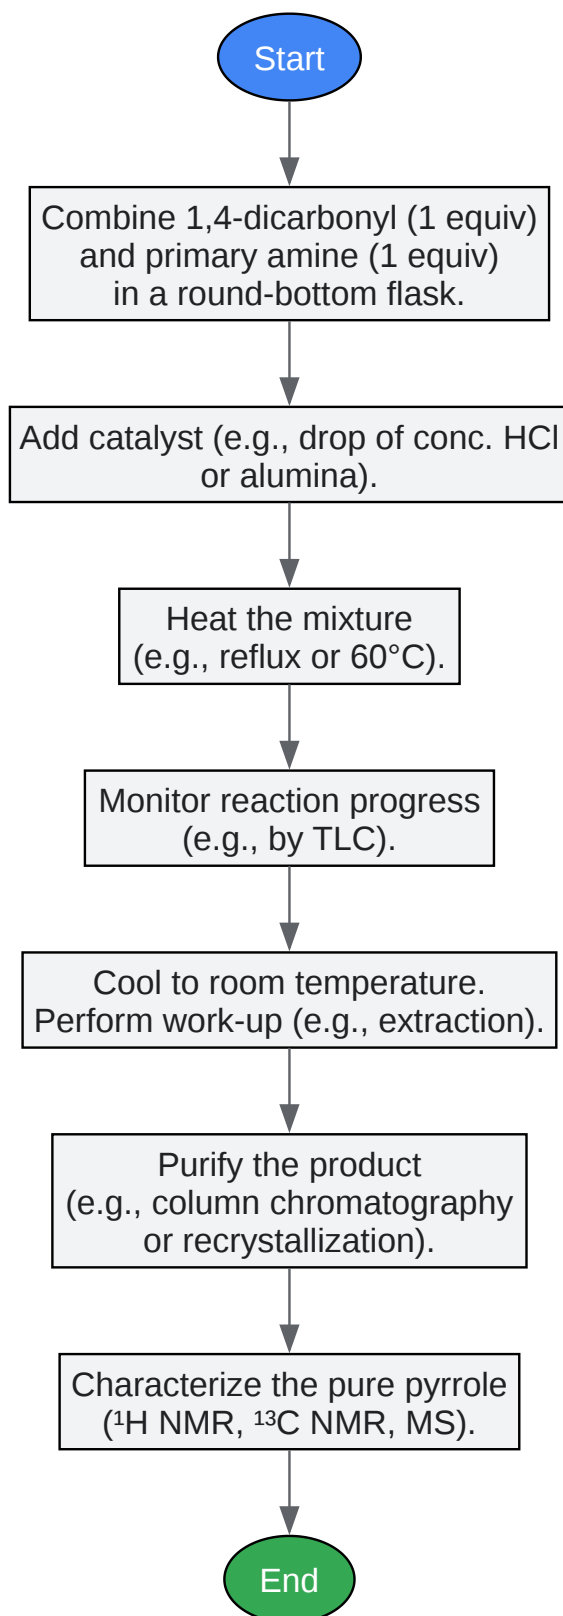 Start
Combine 1,4-dicarbonyl (1 equiv)
and primary amine (1 equiv)
in a round-bottom flask.
Add catalyst (e.g., drop of conc. HCl
or alumina).
Heat the mixture
(e.g., reflux or 60°C).
Monitor reaction progress
(e.g., by TLC).
Cool to room temperature.
Perform work-up (e.g., extraction).
Purify the product
(e.g., column chromatography
or recrystallization).
Characterize the pure pyrrole
(¹H NMR, ¹³C NMR, MS).
End